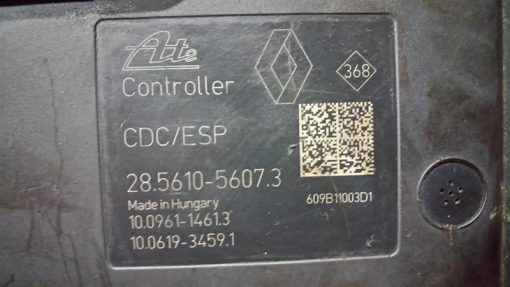 Ate
Controller
368
CDC/ESP
28.5610-5607.3
Made in Hungary
10.0961-1461.3
10.0619-3459.1
609B11003D1